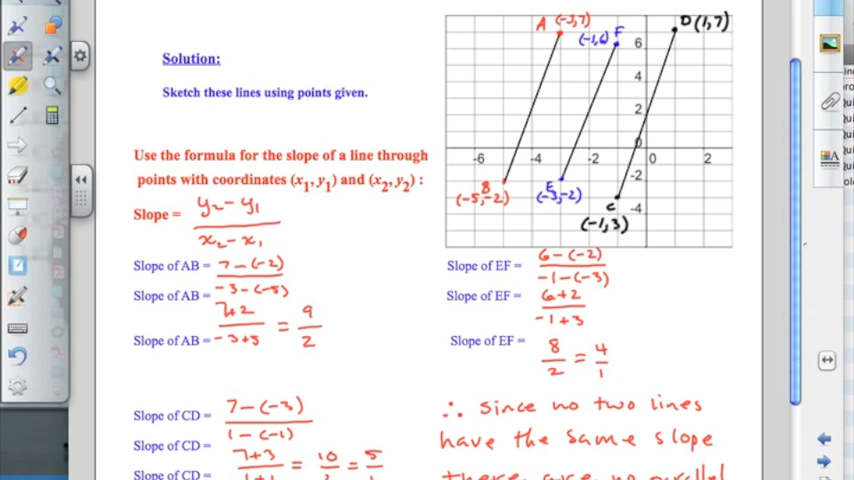 Solution:
Sketch these lines using points given.
A (-3,7)
(-1,6) F
D (1,7)
6
4
2
0
-6 -4 -2 0 2
-2
-4
B
(-5,-2)
E
(-3,-2)
C
(-1,3)
Use the formula for the slope of a line through
points with coordinates (x₁,y₁) and (x₂,y₂) :
Slope = y₂ - y₁
x₂ - x₁
Slope of AB = 7-(-2)
-3-(-5)
Slope of AB =
7+2 = 9
Slope of AB = -3+5 2
Slope of EF = 6-(-2)
-1-(-3)
Slope of EF = 6+2
-1+3
Slope of EF = 8 = 4
2 1
Slope of CD = 7-(-3)
1-(-1)
Slope of CD =
7+3 = 10 = 5
Slope of CD =
∴ since no two lines
have the same slope
there are no parallel